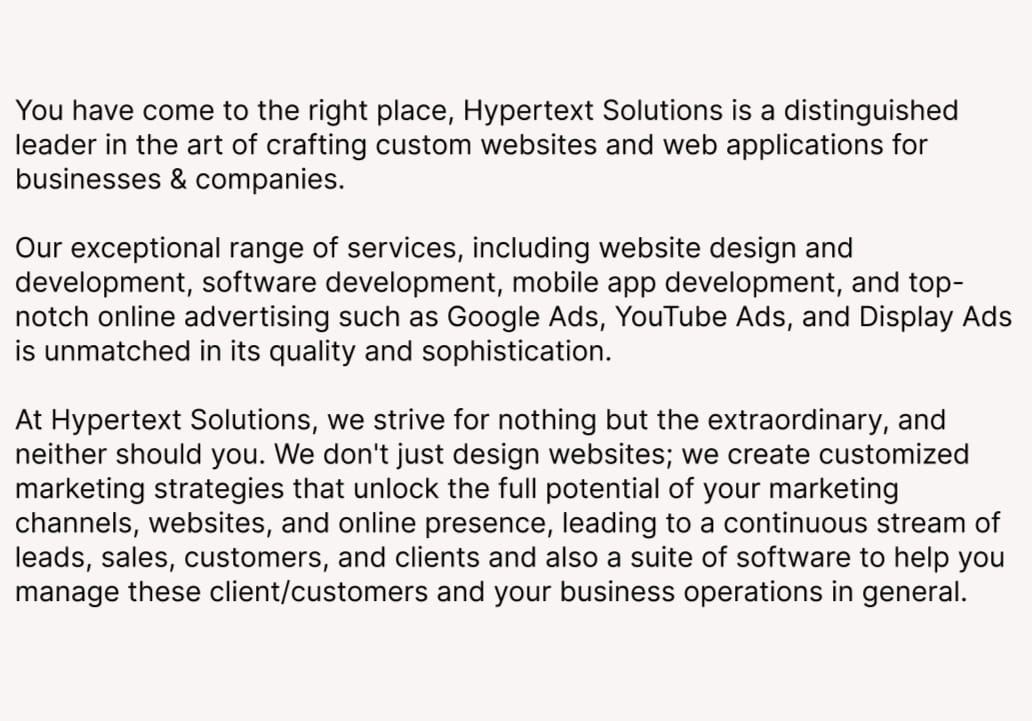 You have come to the right place, Hypertext Solutions is a distinguished
leader in the art of crafting custom websites and web applications for
businesses & companies.
Our exceptional range of services, including website design and
development, software development, mobile app development, and top-
notch online advertising such as Google Ads, YouTube Ads, and Display Ads
is unmatched in its quality and sophistication.
At Hypertext Solutions, we strive for nothing but the extraordinary, and
neither should you. We don't just design websites; we create customized
marketing strategies that unlock the full potential of your marketing
channels, websites, and online presence, leading to a continuous stream of
leads, sales, customers, and clients and also a suite of software to help you
manage these client/customers and your business operations in general.